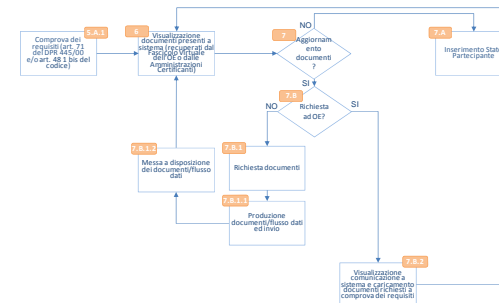 5.A.1
Comprova dei
requisiti (art. 71
del DPR 445/00
e/o art. 48 1 bis del
codice)
6
Visualizzazione
documenti presenti a
sistema (recuperati dal
Fascicolo Virtuale
dell'OE o dalle
Amministrazioni
Certificanti)
7
Aggiornam
ento
documenti
?
NO
SI
7.A
Inserimento Stato
Partecipante
7.B
Richiesta
ad OE?
NO
SI
7.B.1
Richiesta documenti
7.B.1.1
Produzione
documenti/flusso dati
ed invio
7.B.1.2
Messa a disposizione
dei documenti/flusso
dati
7.B.2
Visualizzazione
comunicazione a
sistema e caricamento
documenti richiesti a
comprova dei requisiti